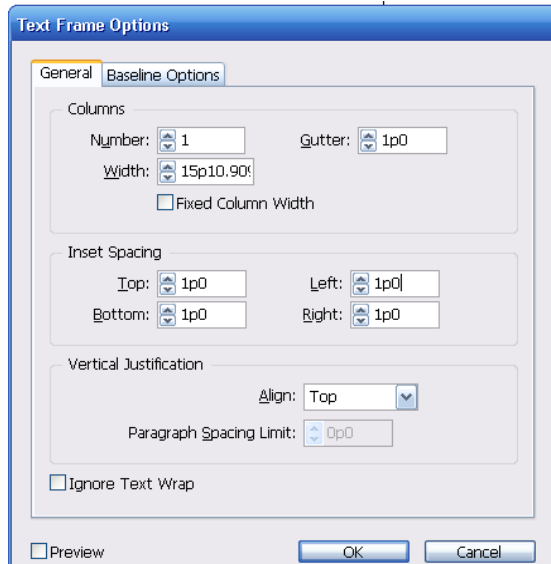 Text Frame Options
General Baseline Options
Columns
Number: 1 Gutter: 1p0
Width: 15p10.909
Fixed Column Width
Inset Spacing
Top: 1p0 Left: 1p0
Bottom: 1p0 Right: 1p0
Vertical Justification
Align: Top
Paragraph Spacing Limit: 0p0
Ignore Text Wrap
Preview OK Cancel